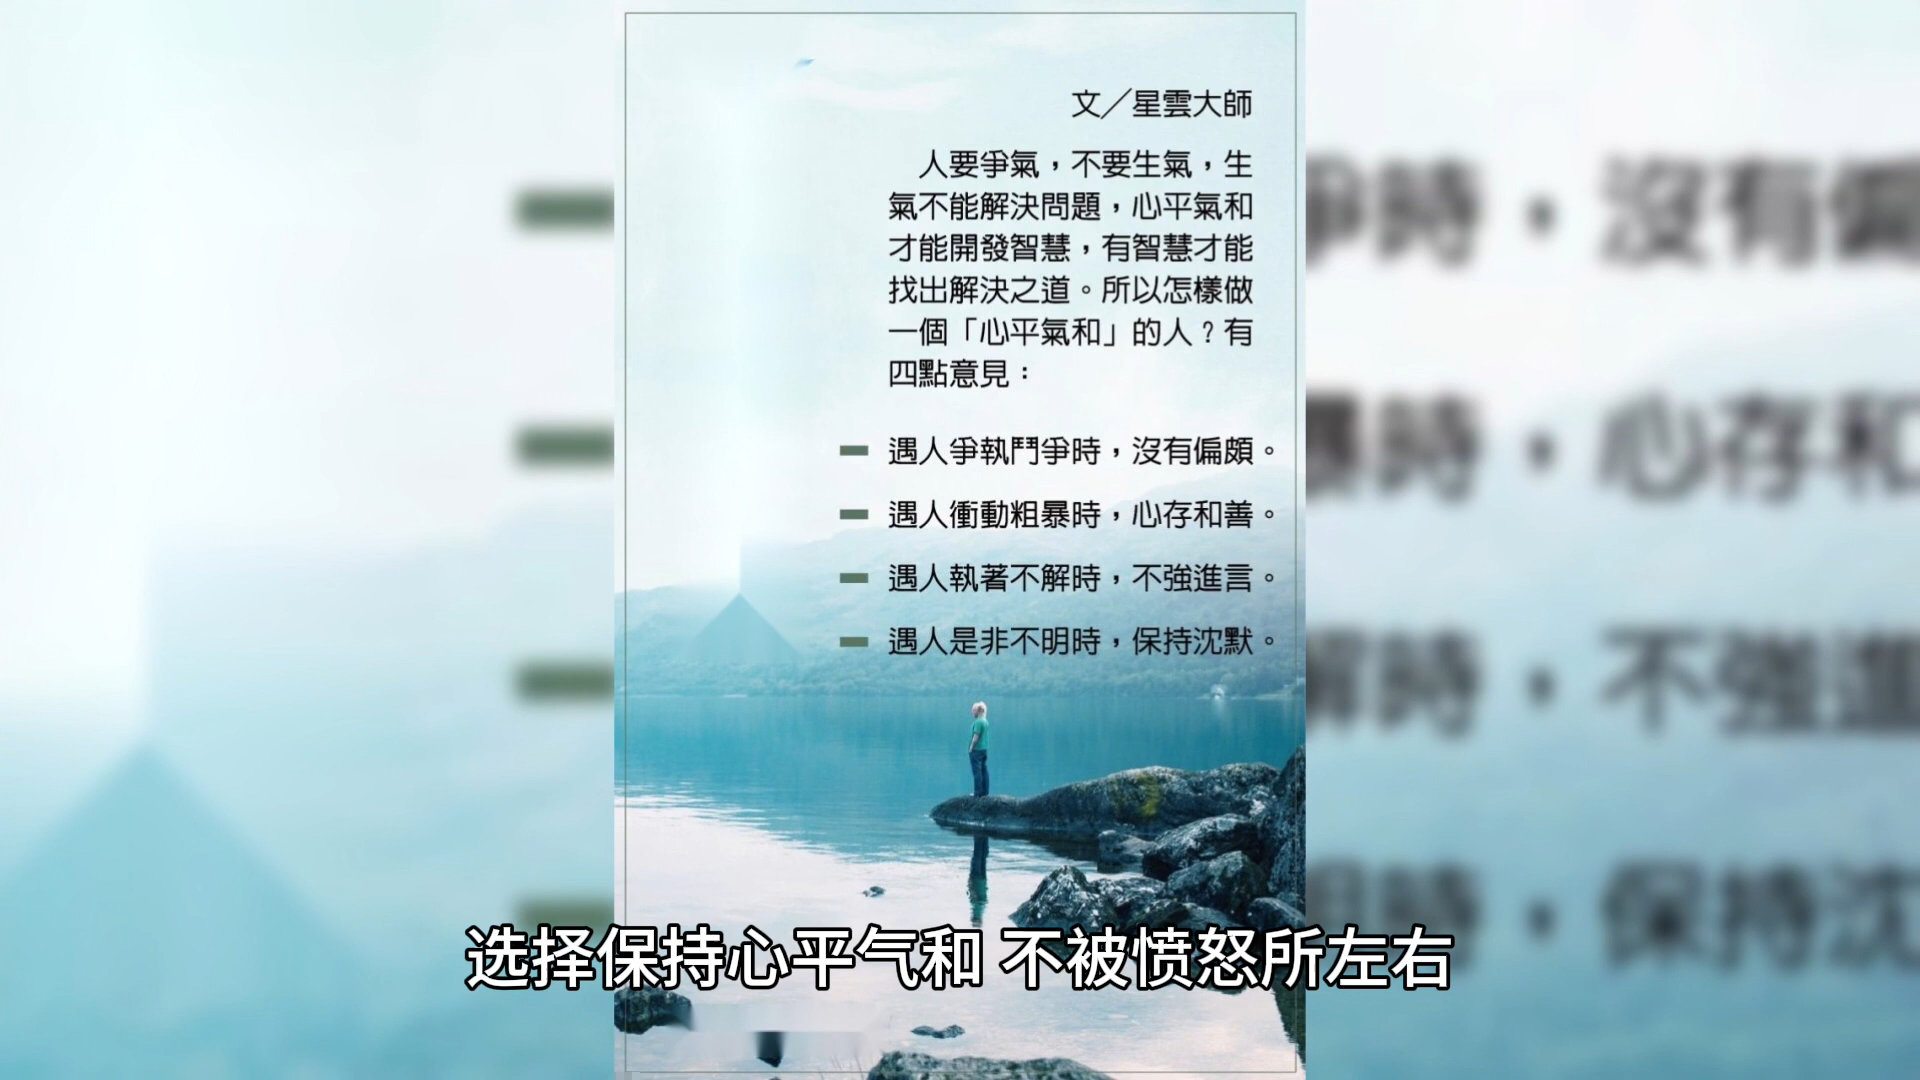 文／星雲大師
人要爭氣，不要生氣，生
氣不能解決問題，心平氣和
才能開發智慧，有智慧才能
找出解決之道。所以怎樣做
一個「心平氣和」的人？有
四點意見：
遇人爭執鬥爭時，沒有偏頗。
遇人衝動粗暴時，心存和善。
遇人執著不解時，不強進言。
遇人是非不明時，保持沈默。
选择保持心平气和 不被愤怒所左右